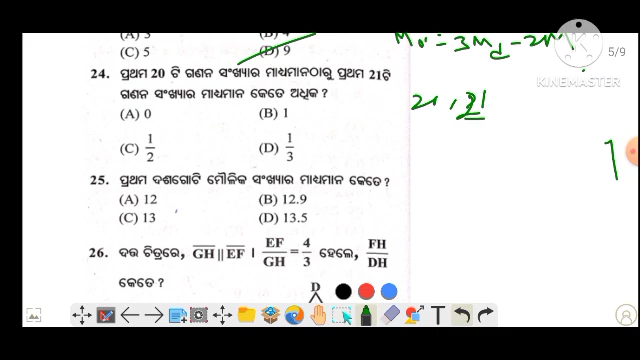 (A) 3 (B) 4
(C) 5 (D) 9
24. ପ୍ରଥମ 20 ଟି ଗଣନ ସଂଖ୍ୟାର ମାଧ୍ୟମାନଠାରୁ ପ୍ରଥମ 21ଟି
ଗଣନ ସଂଖ୍ୟାର ମାଧ୍ୟମାନ କେତେ ଅଧିକ ?
(A) 0 (B) 1
(C) 1/2 (D) 1/3
25. ପ୍ରଥମ ଦଶଗୋଟି ମୌଳିକ ସଂଖ୍ୟାର ମାଧ୍ୟମାନ କେତେ ?
(A) 12 (B) 12.9
(C) 13 (D) 13.5
26. ଦତ୍ତ ଚିତ୍ରରେ, GH || EF । EF/GH = 4/3 ହେଲେ, FH/DH
କେତେ ?
D
5/9
KINEMASTER